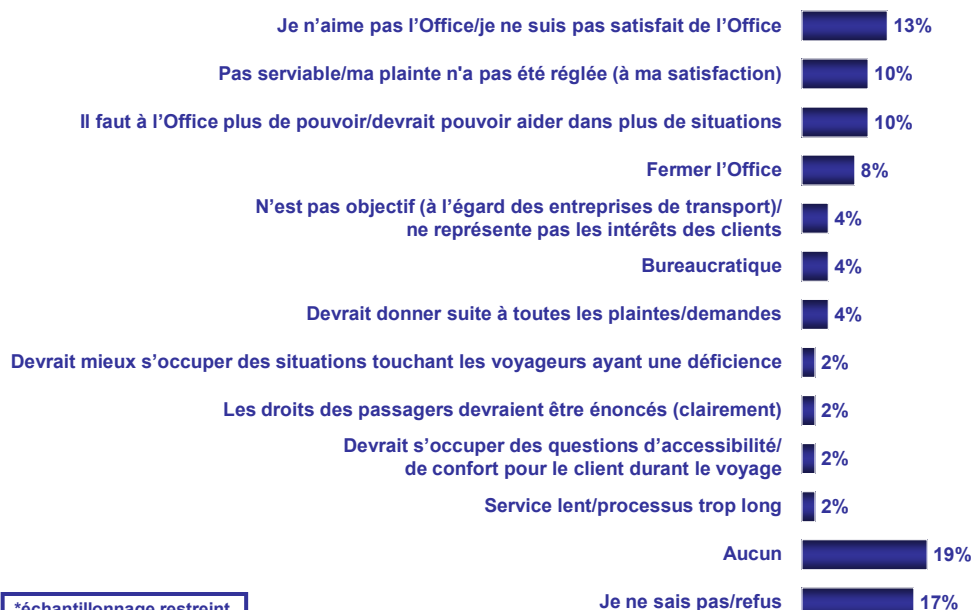 Je n’aime pas l’Office/je ne suis pas satisfait de l’Office 13%
Pas serviable/ma plainte n'a pas été réglée (à ma satisfaction) 10%
Il faut à l’Office plus de pouvoir/devrait pouvoir aider dans plus de situations 10%
Fermer l’Office 8%
N’est pas objectif (à l’égard des entreprises de transport)/
ne représente pas les intérêts des clients 4%
Bureaucratique 4%
Devrait donner suite à toutes les plaintes/demandes 4%
Devrait mieux s’occuper des situations touchant les voyageurs ayant une déficience 2%
Les droits des passagers devraient être énoncés (clairement) 2%
Devrait s’occuper des questions d’accessibilité/
de confort pour le client durant le voyage 2%
Service lent/processus trop long 2%
Aucun 19%
Je ne sais pas/refus 17%
*échantillonnage restreint